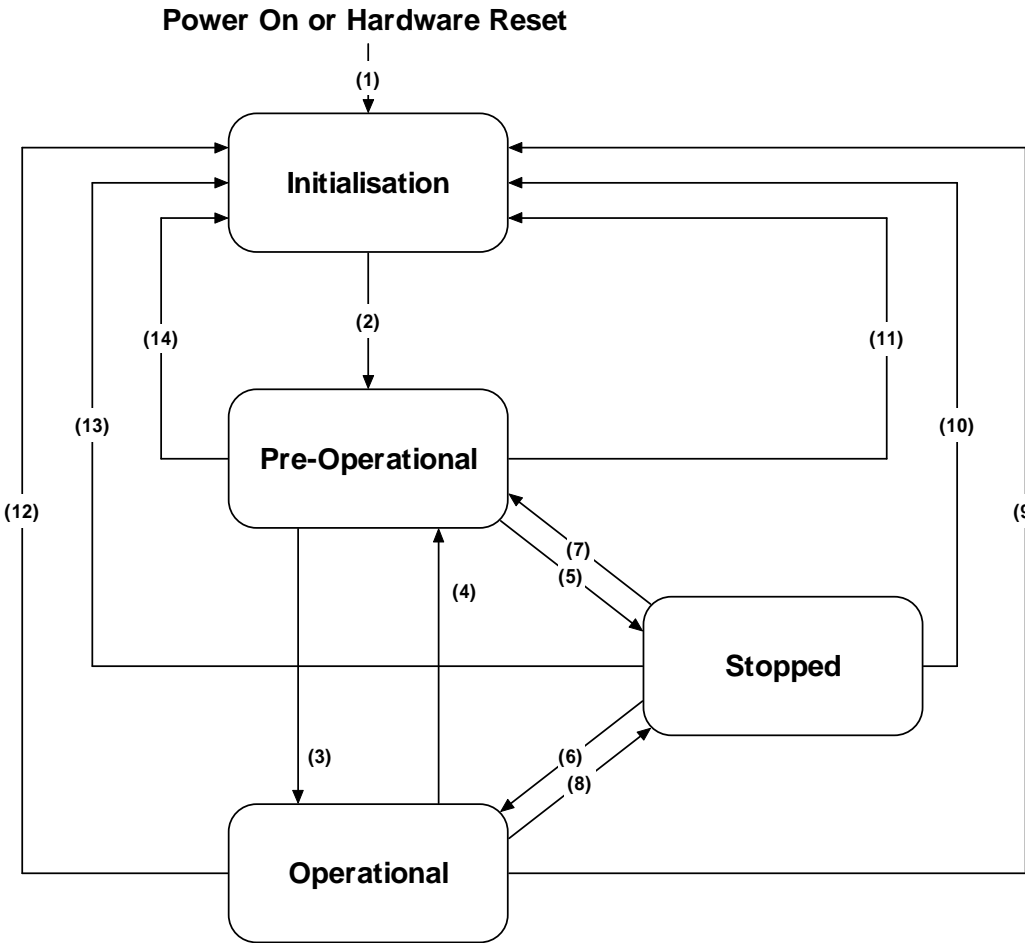 Power On or Hardware Reset
(1)
Initialisation
(2)
(14)
(11)
(13)
(10)
Pre-Operational
(12)
(9
(7)
(5)
(4)
Stopped
(3)
(6)
(8)
Operational